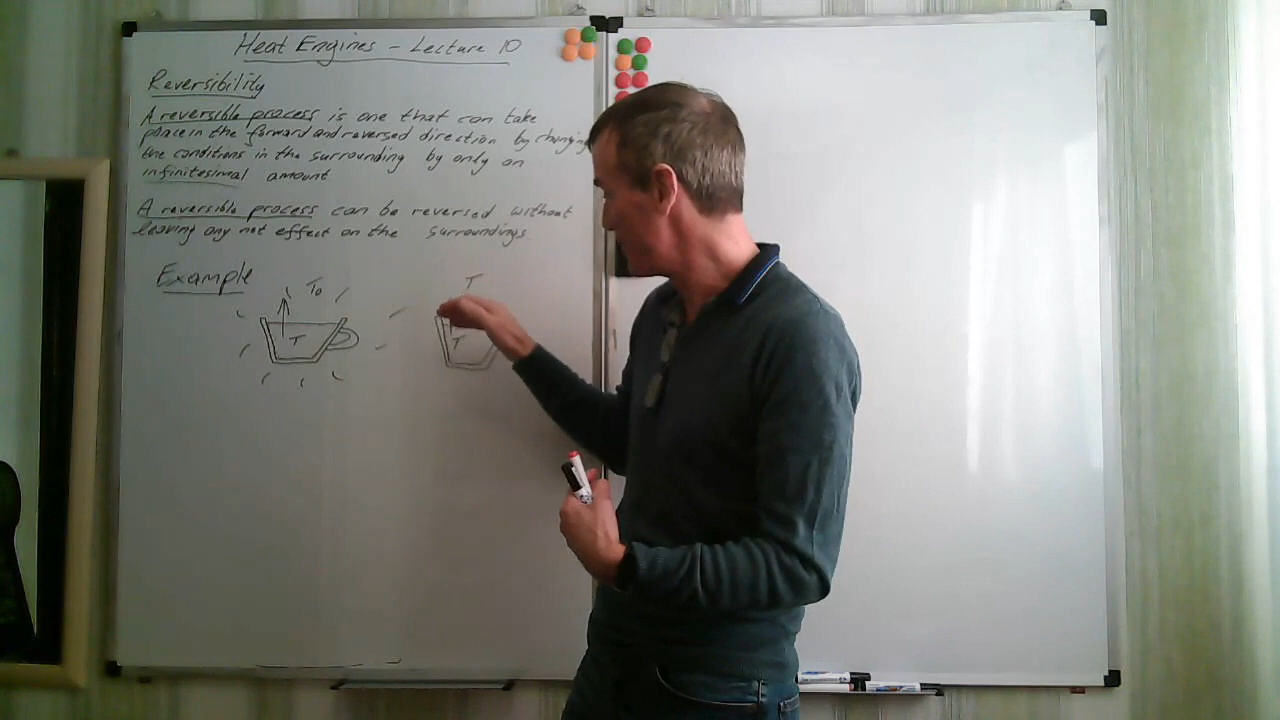 Heat Engines - Lecture 10
Reversibility
A reversible process is one that can take
place in the forward and reversed direction by changing
the conditions in the surrounding by only an
infinitesimal amount
A reversible process can be reversed without
leaving any net effect on the surroundings.
Example
To
T
T
T